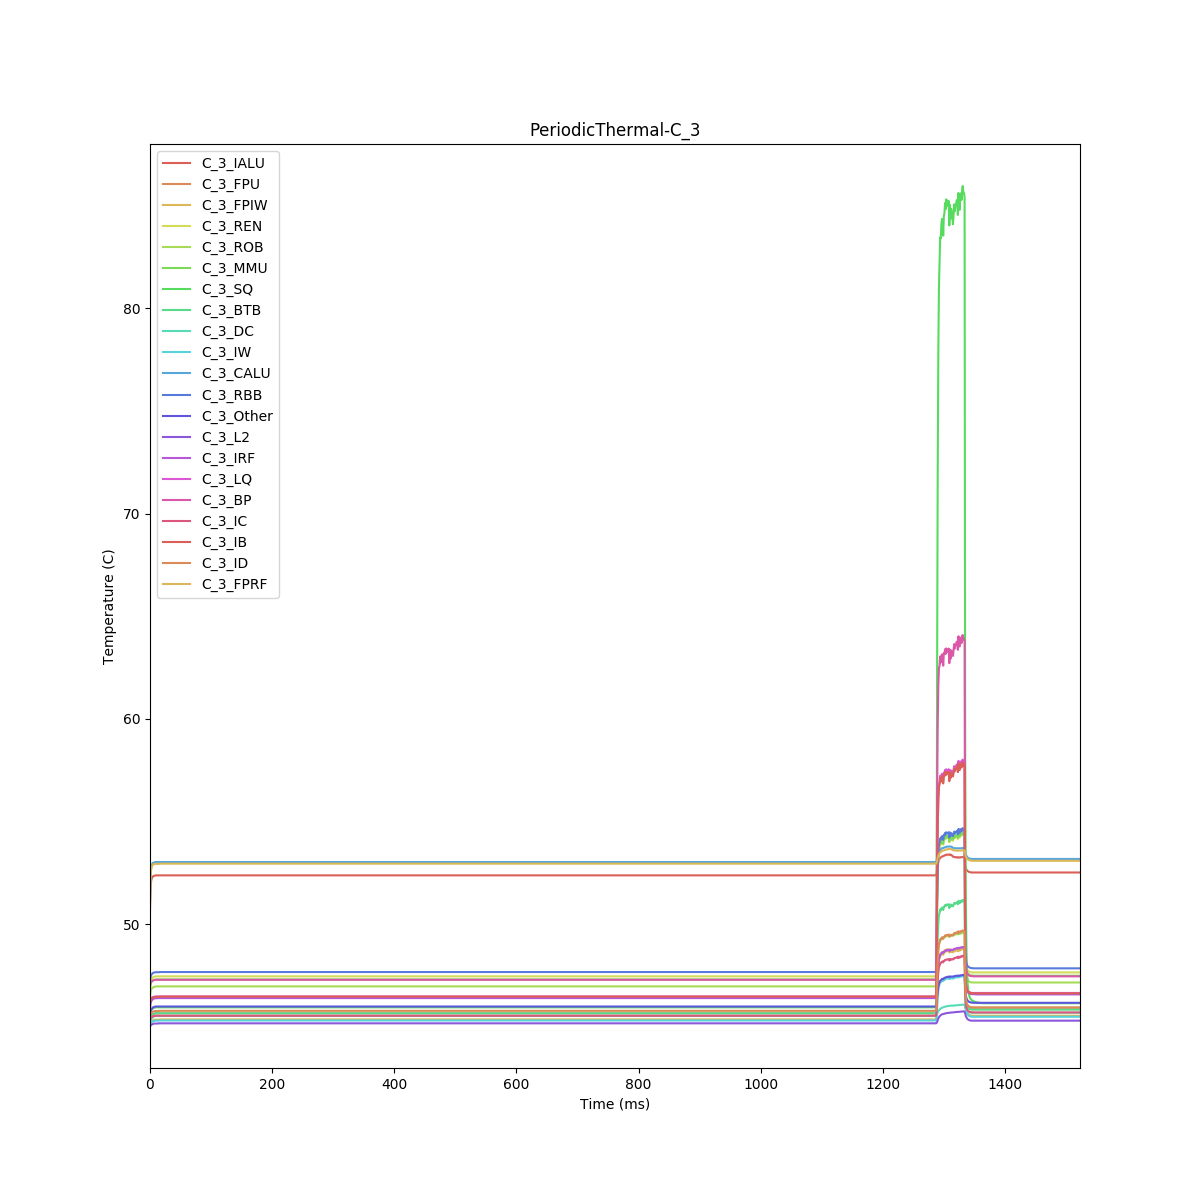 PeriodicThermal-C_3
C_3_IALU
C_3_FPU
C_3_FPIW
C_3_REN
C_3_ROB
C_3_MMU
C_3_SQ
C_3_BTB
C_3_DC
C_3_IW
C_3_CALU
C_3_RBB
C_3_Other
C_3_L2
C_3_IRF
C_3_LQ
C_3_BP
C_3_IC
C_3_IB
C_3_ID
C_3_FPRF
80
70
60
50
Temperature (C)
0 200 400 600 800 1000 1200 1400
Time (ms)